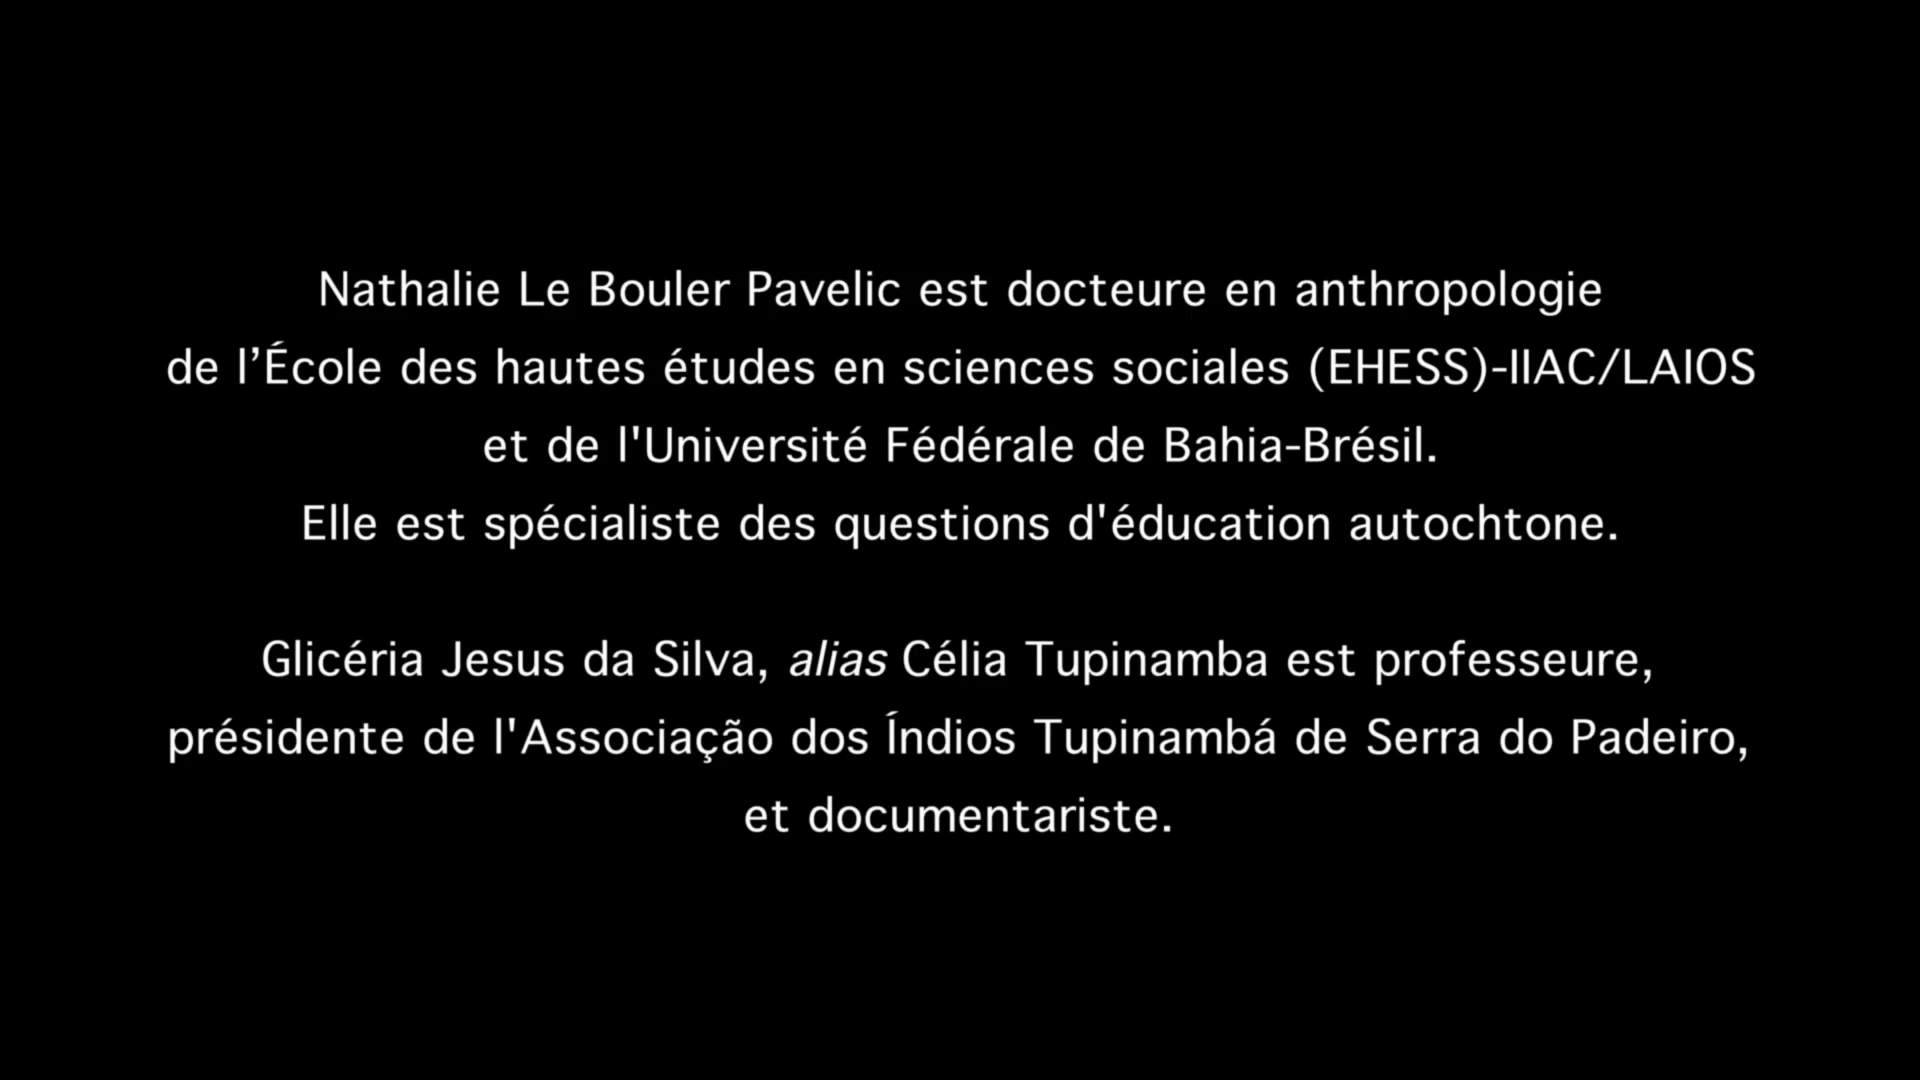 Nathalie Le Bouler Pavelic est docteure en anthropologie
de l’École des hautes études en sciences sociales (EHESS)-IIAC/LAIOS
et de l'Université Fédérale de Bahia-Brésil.
Elle est spécialiste des questions d'éducation autochtone.
Glicéria Jesus da Silva, alias Célia Tupinamba est professeure,
présidente de l'Associação dos Índios Tupinambá de Serra do Padeiro,
et documentariste.